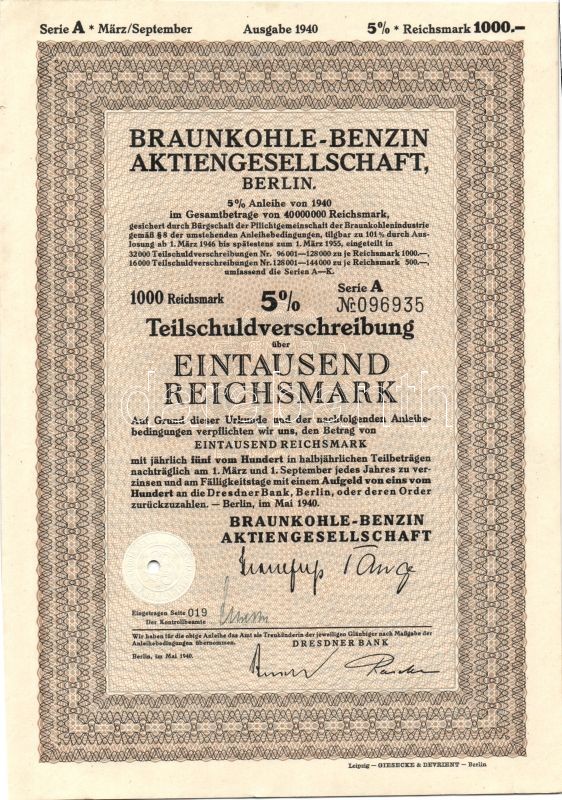 Serie A * März/September Ausgabe 1940 5% * Reichsmark 1000.—
BRAUNKOHLE-BENZIN
AKTIENGESELLSCHAFT,
BERLIN.
5% Anleihe von 1940
im Gesamtbetrage von 40000000 Reichsmark,
gesichert durch Bürgschaft der Pflichtgemeinschaft der Braunkohlenindustrie
gemäß § 8 der umstehenden Anleihebedingungen, tilgbar zu 101% durch Aus-
losung ab 1. März 1946 bis spätestens zum 1. März 1955, eingeteilt in
32000 Teilschuldverschreibungen Nr. 96001—128000 zu je Reichsmark 1000.—,
16000 Teilschuldverschreibungen Nr. 128001—144000 zu je Reichsmark 500.—,
umfassend die Serien A—K.
1000 Reichsmark 5% Serie A
№ 096935
Teilschuldverschreibung
über
EINTAUSEND
REICHSMARK
Auf Grund dieser Urkunde und der nachfolgenden Anleihe-
bedingungen verpflichten wir uns, den Betrag von
EINTAUSEND REICHSMARK
mit jährlich fünf vom Hundert in halbjährlichen Teilbeträgen
nachträglich am 1. März und 1. September jedes Jahres zu ver-
zinsen und am Fälligkeitstage mit einem Aufgeld von eins vom
Hundert an die Dresdner Bank, Berlin, oder deren Order
zurückzuzahlen. — Berlin, im Mai 1940.
BRAUNKOHLE-BENZIN
AKTIENGESELLSCHAFT
Eingetragen Seite 019
Der Kontrollbeamte
Wir haben für die obige Anleihe das Amt als Treuhänderin der jeweiligen Gläubiger nach Maßgabe der
Anleihebedingungen übernommen. DRESDNER BANK
Berlin, im Mai 1940.
Leipzig — GIESECKE & DEVRIENT — Berlin